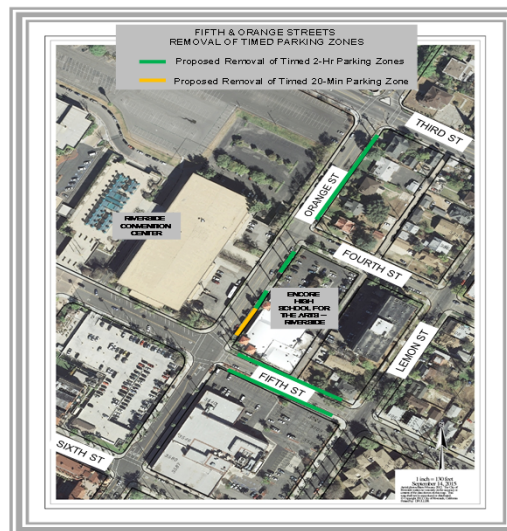 FIFTH & ORANGE STREETS
REMOVAL OF TIMED PARKING ZONES
Proposed Removal of Timed 2-Hr Parking Zones
Proposed Removal of Timed 20-Min Parking Zone
THIRD ST
ORANGE ST
RIVERSIDE
CONVENTION
CENTER
FOURTH ST
ENCORE
HIGH
SCHOOL FOR
THE ARTS –
RIVERSIDE
LEMON ST
FIFTH ST
SIXTH ST
1 inch = 130 feet
September 14, 2015